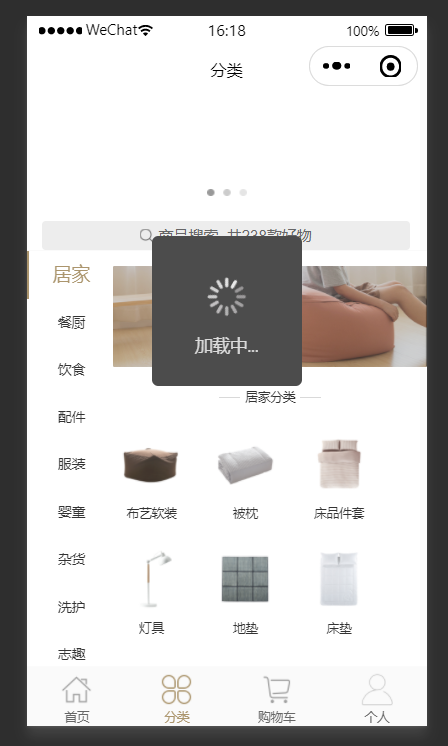 WeChat 16:18 100%
分类
商品搜索, 共238款好物
加载中...
居家
餐厨
饮食
配件
服装
婴童
杂货
洗护
志趣
居家分类
布艺软装 被枕 床品件套
灯具 地垫 床垫
首页 分类 购物车 个人